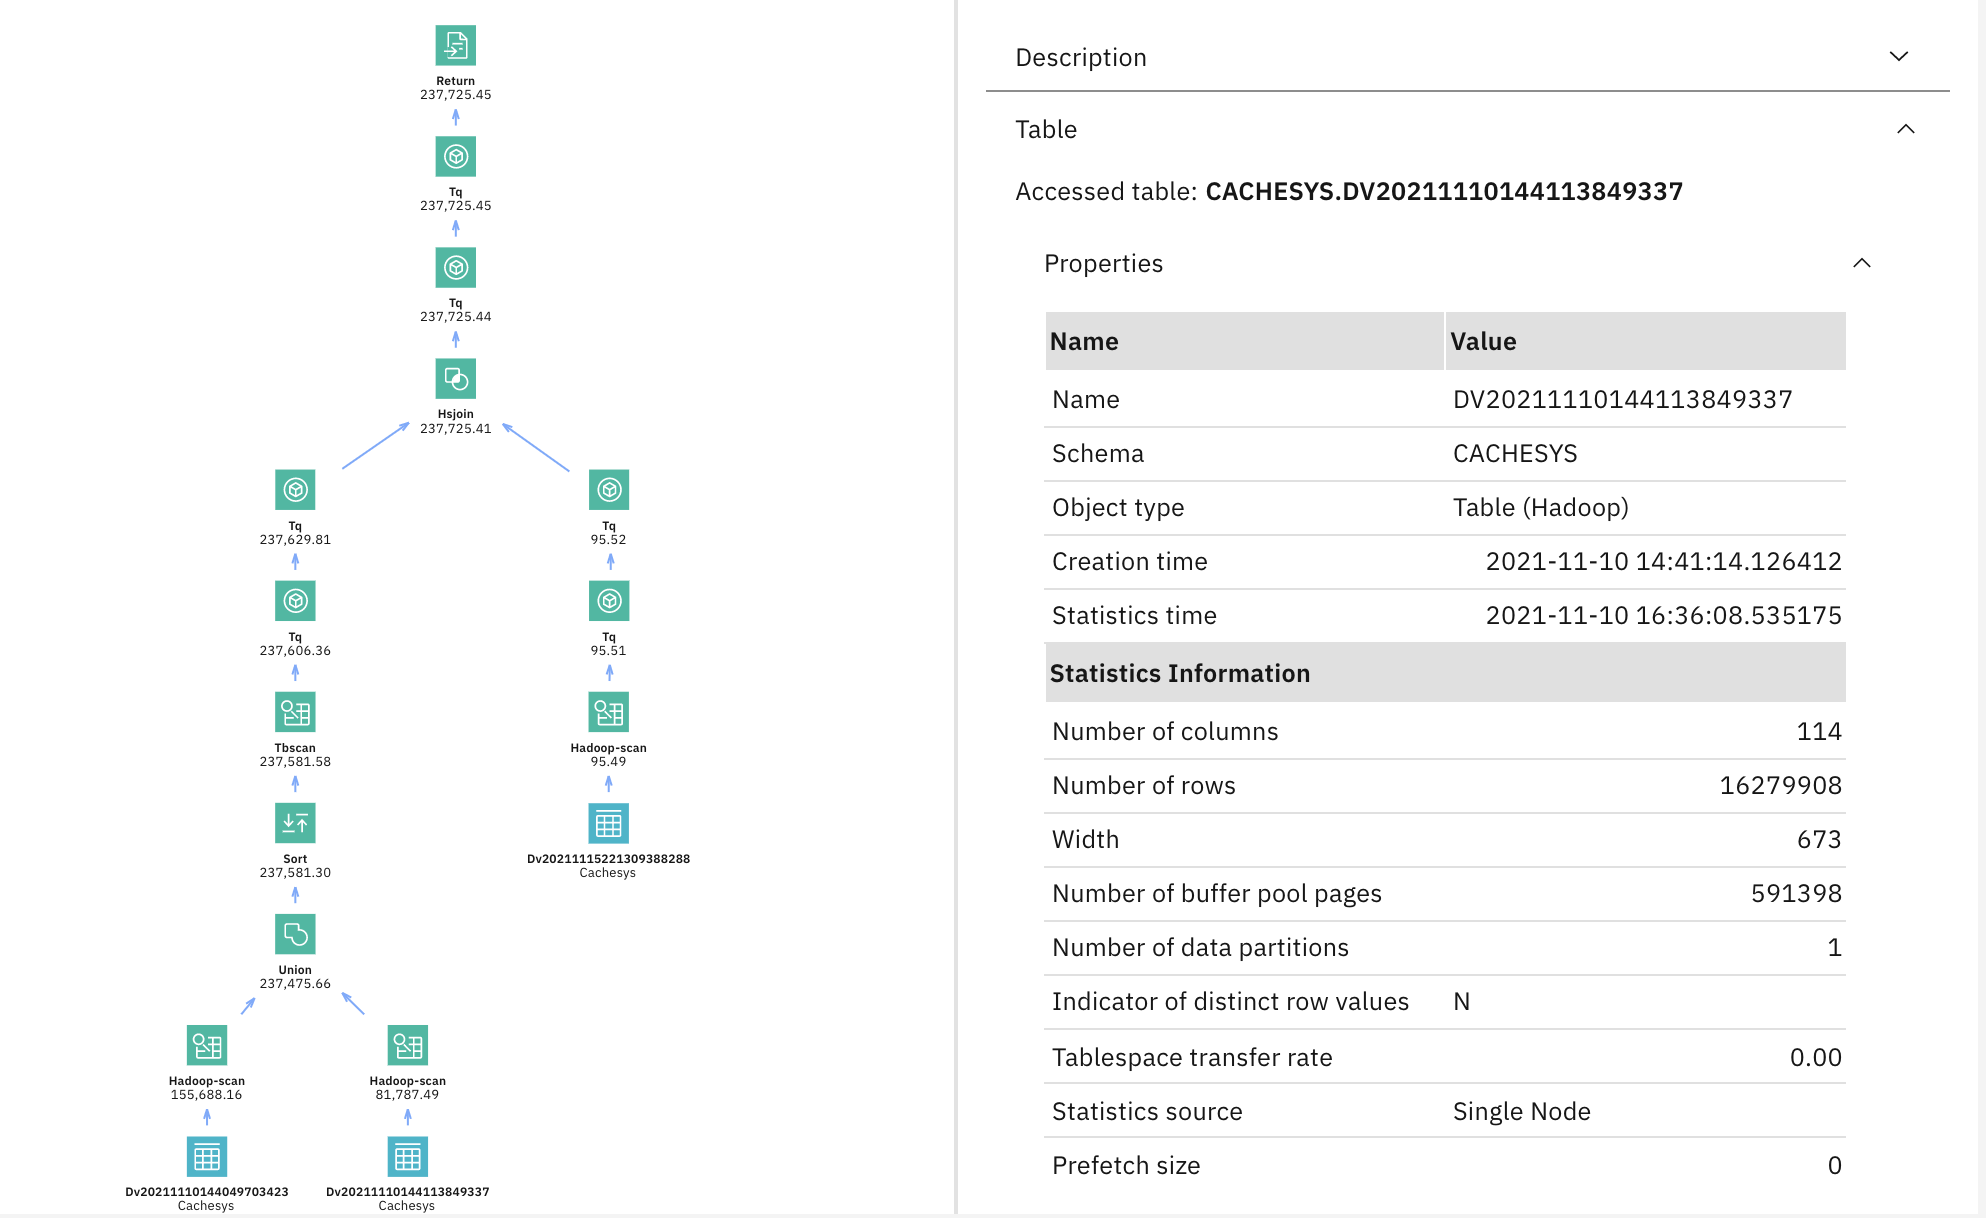 Return
237,725.45
Tq
237,725.45
Tq
237,725.44
Hsjoin
237,725.41
Tq
237,629.81
Tq
95.52
Tq
237,606.36
Tq
95.51
Tbscan
237,581.58
Hadoop-scan
95.49
Sort
237,581.30
Dv20211115221309388288
Cachesys
Union
237,475.66
Hadoop-scan
155,688.16
Hadoop-scan
81,787.49
Dv20211110144049703423
Cachesys
Dv20211110144113849337
Cachesys
Description
Table
Accessed table: CACHESYS.DV20211110144113849337
Properties
Name Value
Name DV20211110144113849337
Schema CACHESYS
Object type Table (Hadoop)
Creation time 2021-11-10 14:41:14.126412
Statistics time 2021-11-10 16:36:08.535175
Statistics Information
Number of columns 114
Number of rows 16279908
Width 673
Number of buffer pool pages 591398
Number of data partitions 1
Indicator of distinct row values N
Tablespace transfer rate 0.00
Statistics source Single Node
Prefetch size 0